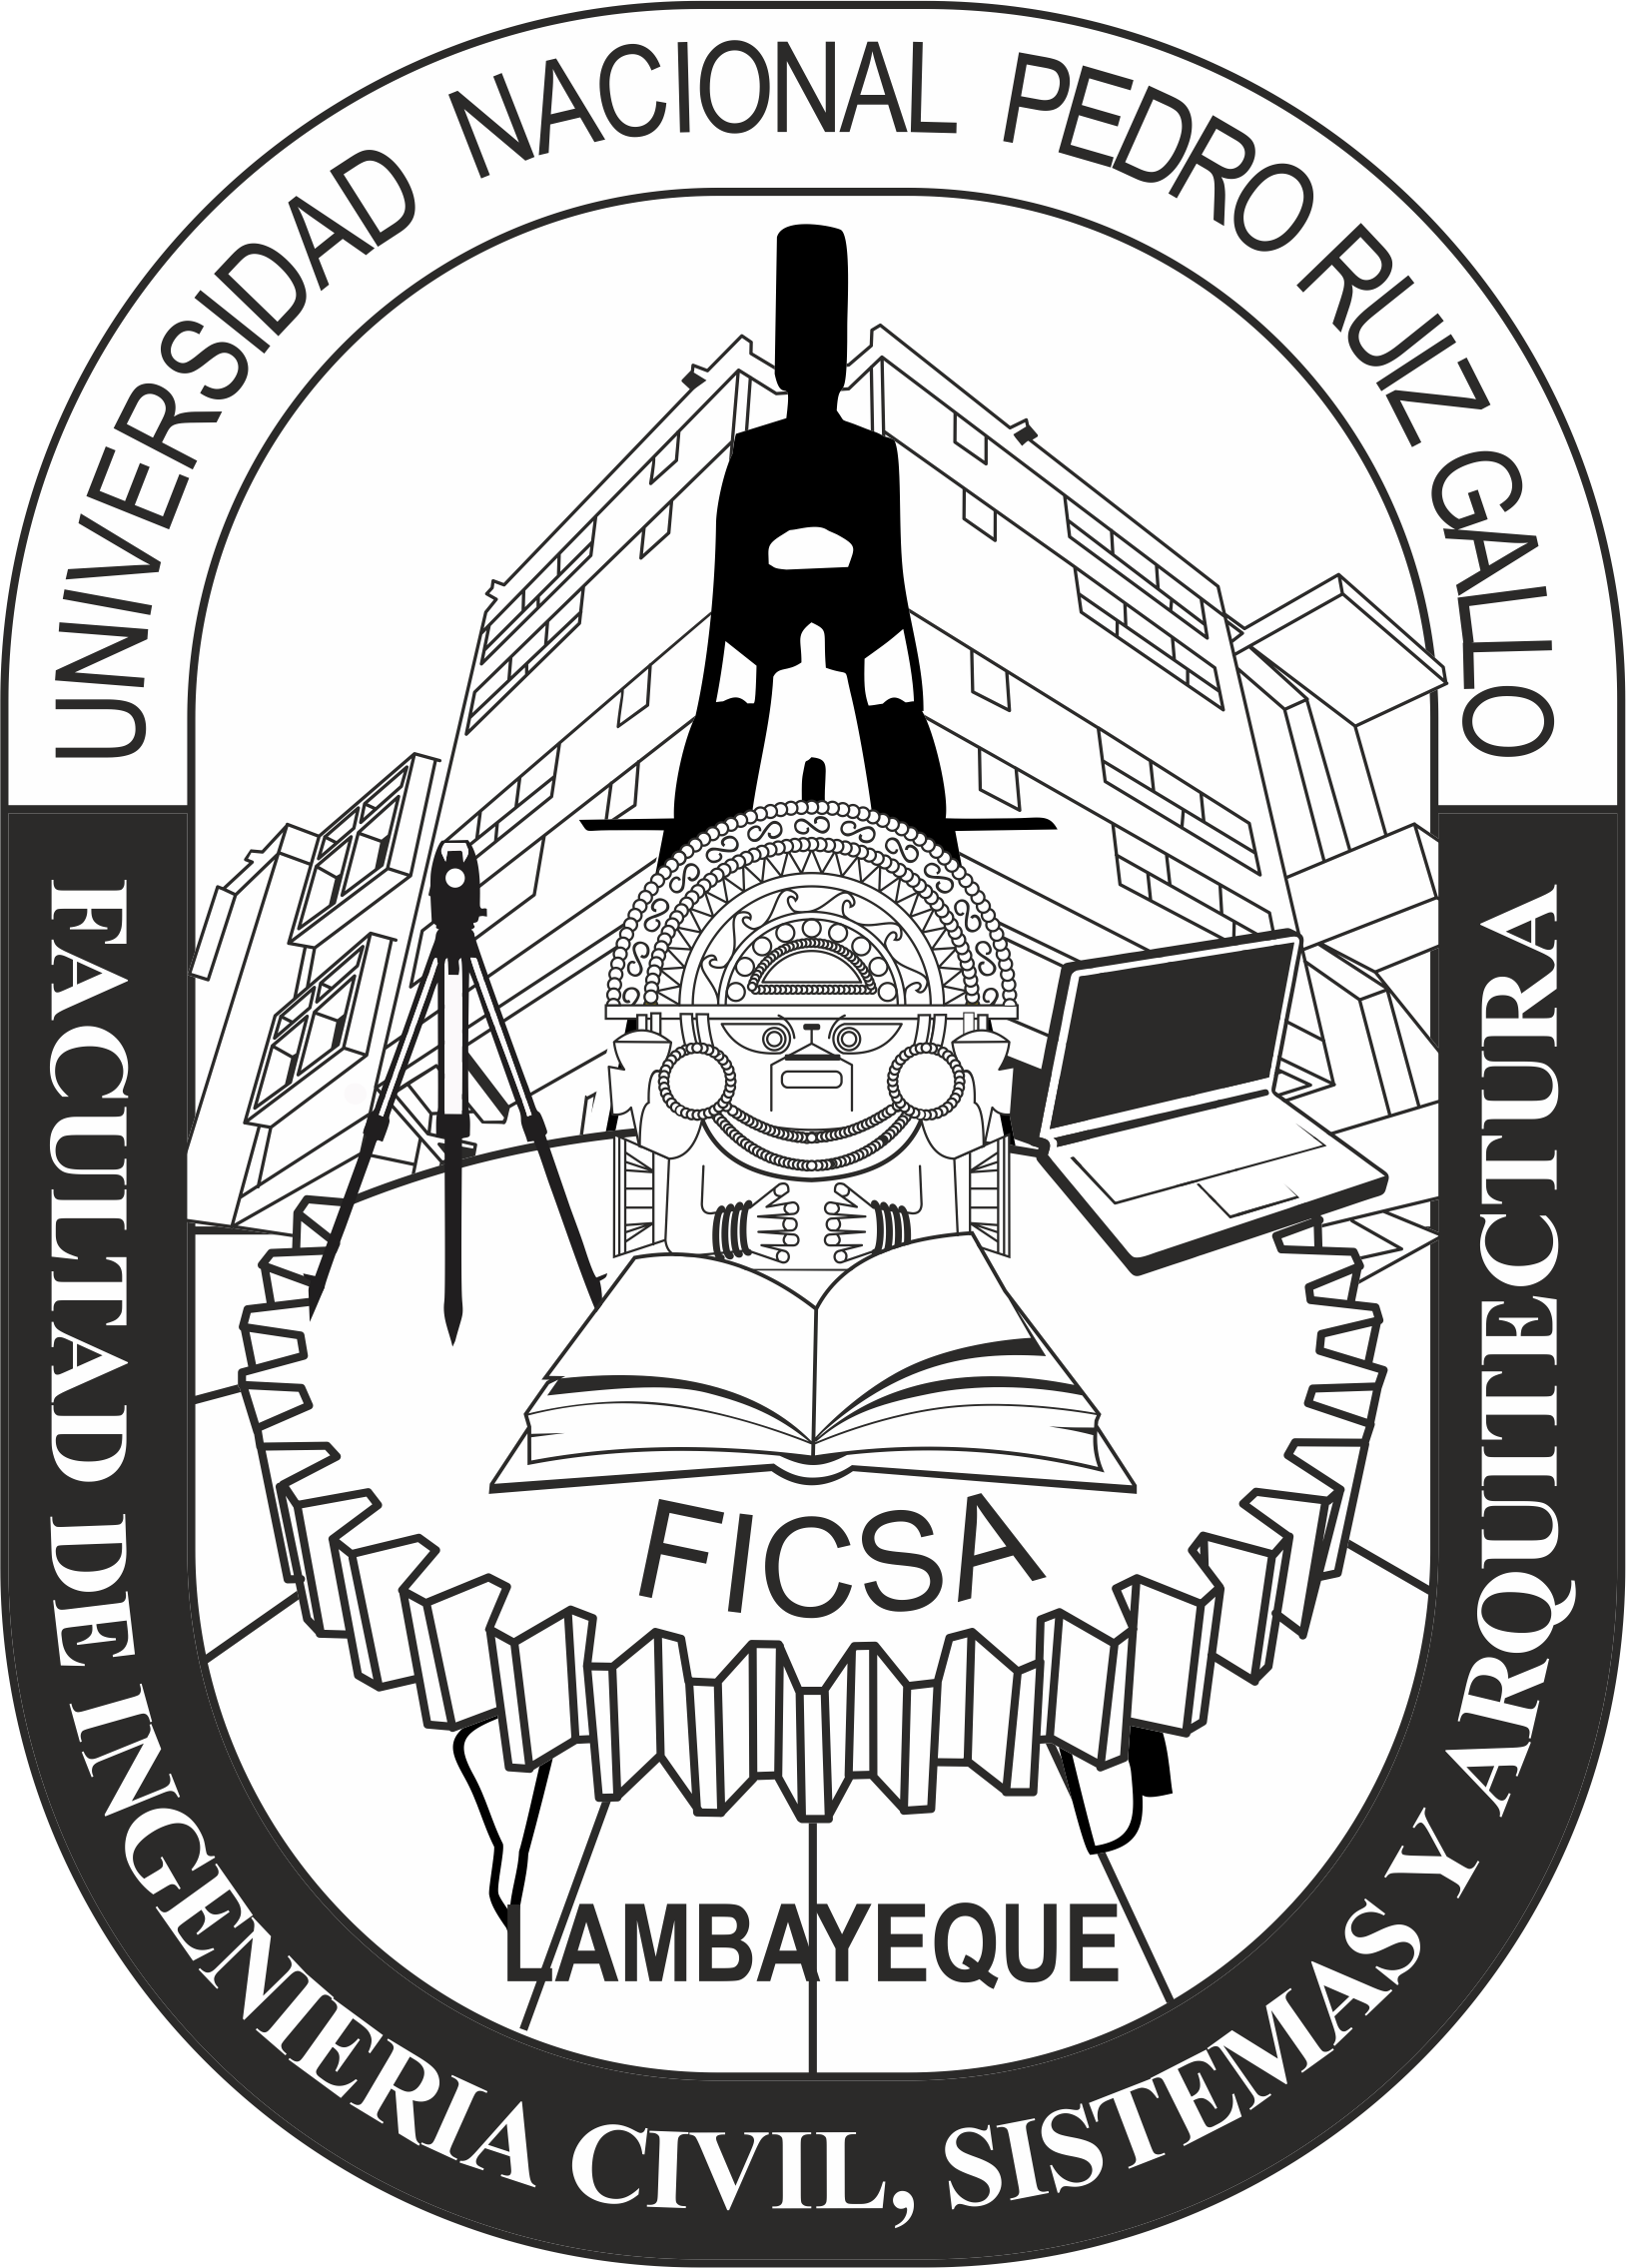 UNIVERSIDAD NACIONAL PEDRO RUIZ GALLO
FICSA
LAMBAYEQUE
FACULTAD DE INGENIERIA CIVIL, SISTEMAS Y ARQUITECTURA